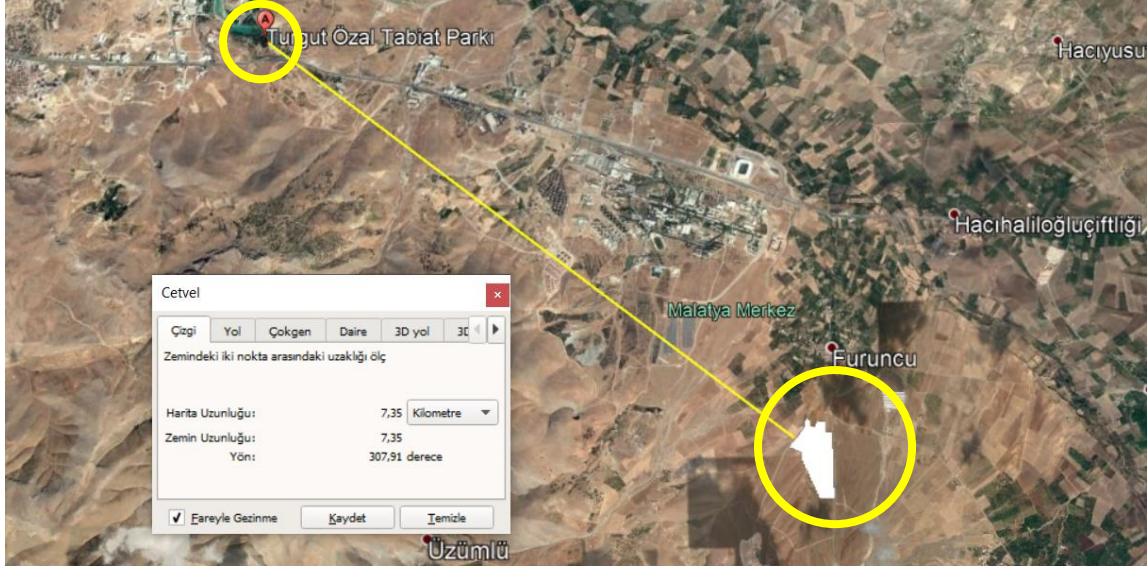 A
Turgut Özal Tabiat Parkı
Hacıyusu
Hacıhaliloğluçiftliği
Malatya Merkez
Furuncu
Cetvel
Çizgi Yol Çokgen Daire 3D yol 3D
Zemindeki iki nokta arasındaki uzaklığı ölç
Harita Uzunluğu: 7,35 Kilometre
Zemin Uzunluğu: 7,35
Yön: 307,91 derece
Fareyle Gezinme Kaydet Temizle
Üzümlü